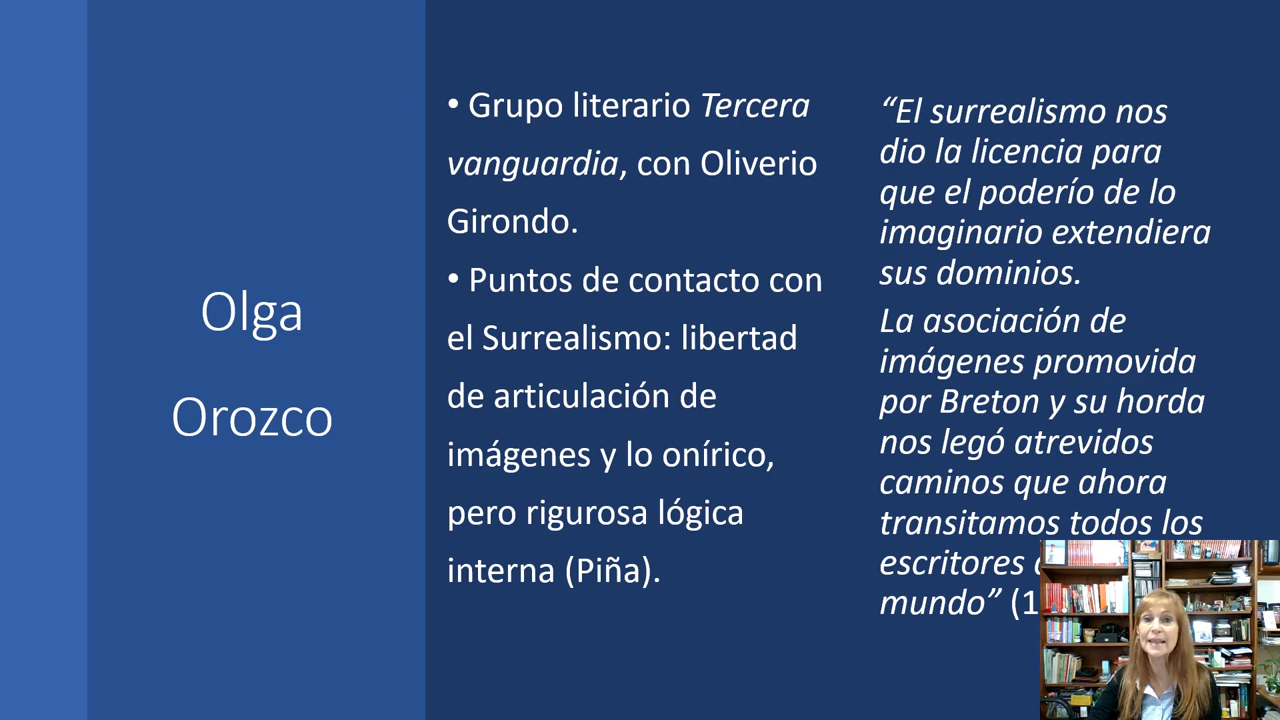 Olga
Orozco
• Grupo literario Tercera
vanguardia, con Oliverio
Girondo.
• Puntos de contacto con
el Surrealismo: libertad
de articulación de
imágenes y lo onírico,
pero rigurosa lógica
interna (Piña).
“El surrealismo nos
dio la licencia para
que el poderío de lo
imaginario extendiera
sus dominios.
La asociación de
imágenes promovida
por Breton y su horda
nos legó atrevidos
caminos que ahora
transitamos todos los
escritores
mundo” (1